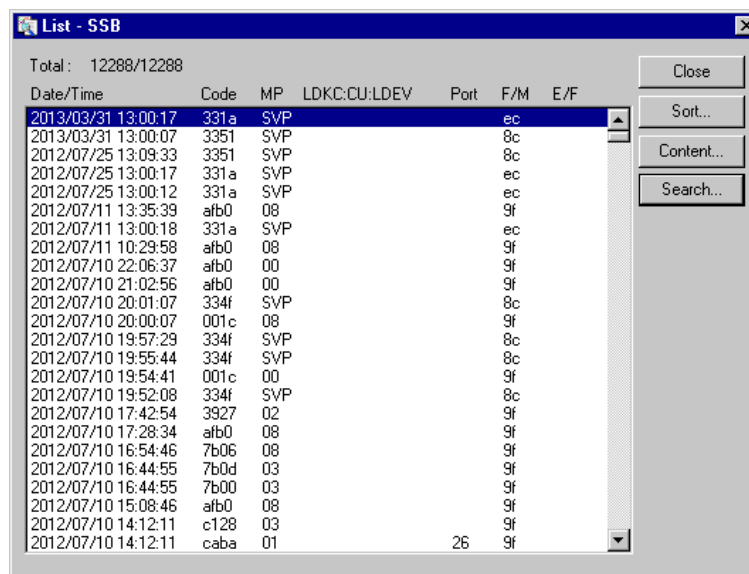 List - SSB
Total : 12288/12288
Date/Time Code MP LDKC:CU:LDEV Port F/M E/F
2013/03/31 13:00:17 331a SVP ec
2013/03/31 13:00:07 3351 SVP 8c
2012/07/25 13:09:33 3351 SVP 8c
2012/07/25 13:00:17 331a SVP ec
2012/07/25 13:00:12 331a SVP ec
2012/07/11 13:35:39 afb0 08 9f
2012/07/11 13:00:18 331a SVP ec
2012/07/11 10:29:58 afb0 08 9f
2012/07/10 22:06:37 afb0 00 9f
2012/07/10 21:02:56 afb0 00 9f
2012/07/10 20:01:07 334f SVP 8c
2012/07/10 20:00:07 001c 08 9f
2012/07/10 19:57:29 334f SVP 8c
2012/07/10 19:55:44 334f SVP 8c
2012/07/10 19:54:41 001c 00 9f
2012/07/10 19:52:08 334f SVP 8c
2012/07/10 17:42:54 3927 02 9f
2012/07/10 17:28:34 afb0 08 9f
2012/07/10 16:54:46 7b06 08 9f
2012/07/10 16:44:55 7b0d 03 9f
2012/07/10 16:44:55 7b00 03 9f
2012/07/10 15:08:46 afb0 08 9f
2012/07/10 14:12:11 c128 03 9f
2012/07/10 14:12:11 caba 01 26 9f
Close
Sort...
Content...
Search...